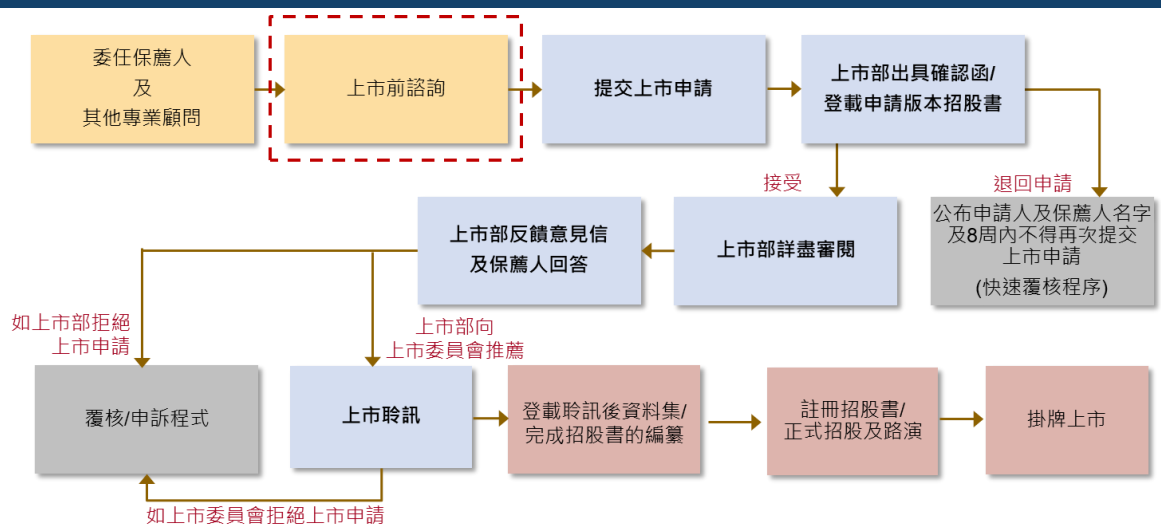 委任保薦人
及
其他專業顧問
上市前諮詢
提交上市申請
上市部出具確認函/
登載申請版本招股書
接受
退回申請
公布申請人及保薦人名字
及8周內不得再次提交
上市申請
(快速覆核程序)
上市部詳盡審閱
上市部反饋意見信
及保薦人回答
如上市部拒絕
上市申請
上市部向
上市委員會推薦
覆核/申訴程式
上市聆訊
登載聆訊後資料集/
完成招股書的編纂
註冊招股書/
正式招股及路演
掛牌上市
如上市委員會拒絕上市申請